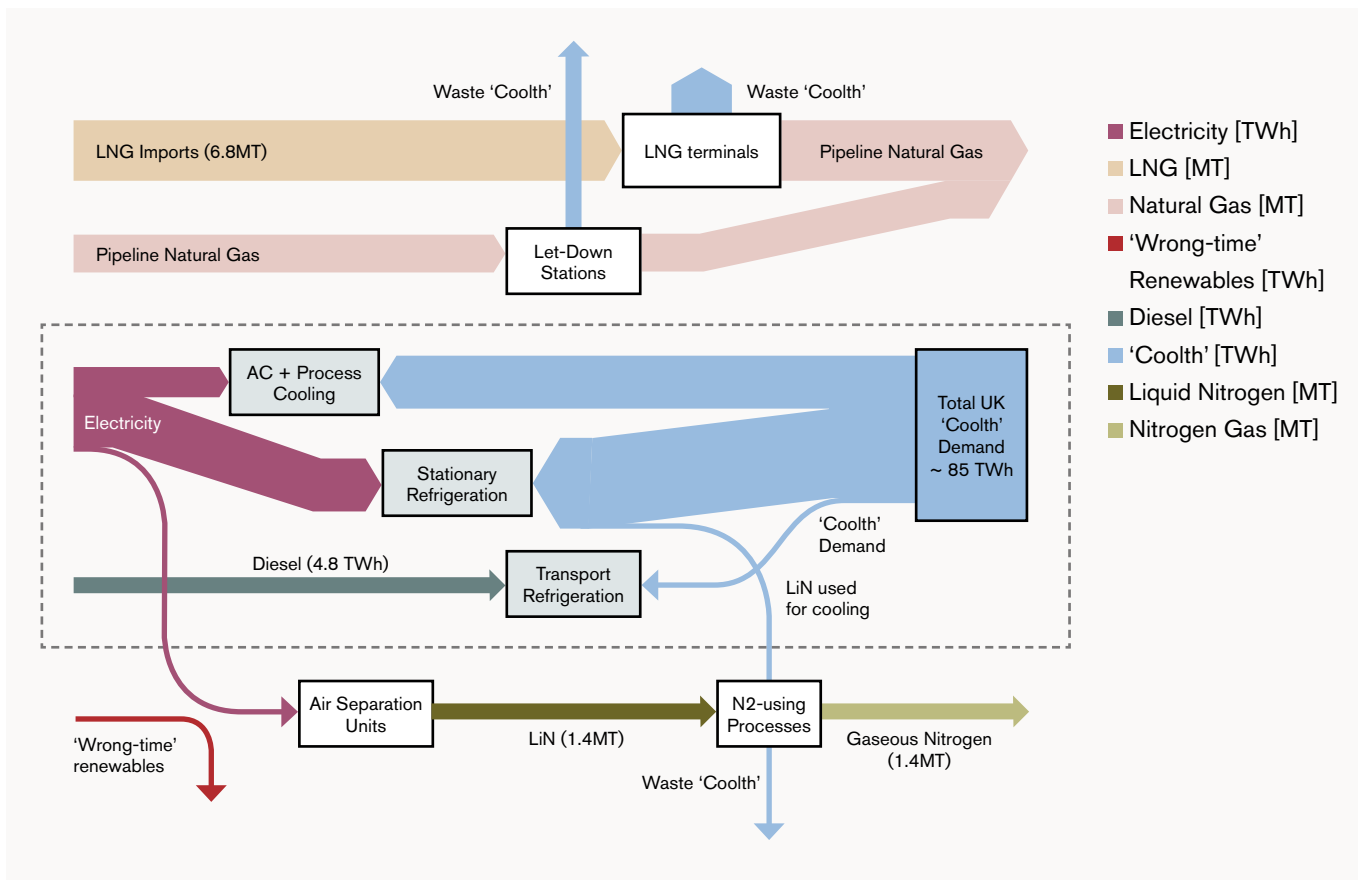 Waste ‘Coolth’
Waste ‘Coolth’
LNG Imports (6.8MT)
LNG terminals
Pipeline Natural Gas
Pipeline Natural Gas
Let-Down
Stations
Electricity [TWh]
LNG [MT]
Natural Gas [MT]
‘Wrong-time’
Renewables [TWh]
Diesel [TWh]
‘Coolth’ [TWh]
Liquid Nitrogen [MT]
Nitrogen Gas [MT]
AC + Process
Cooling
Electricity
Stationary
Refrigeration
Total UK
‘Coolth’
Demand
~ 85 TWh
‘Coolth’
Demand
Diesel (4.8 TWh)
Transport
Refrigeration
LiN used
for cooling
Air Separation
Units
LiN (1.4MT)
N2-using
Processes
Gaseous Nitrogen
(1.4MT)
‘Wrong-time’
renewables
Waste ‘Coolth’